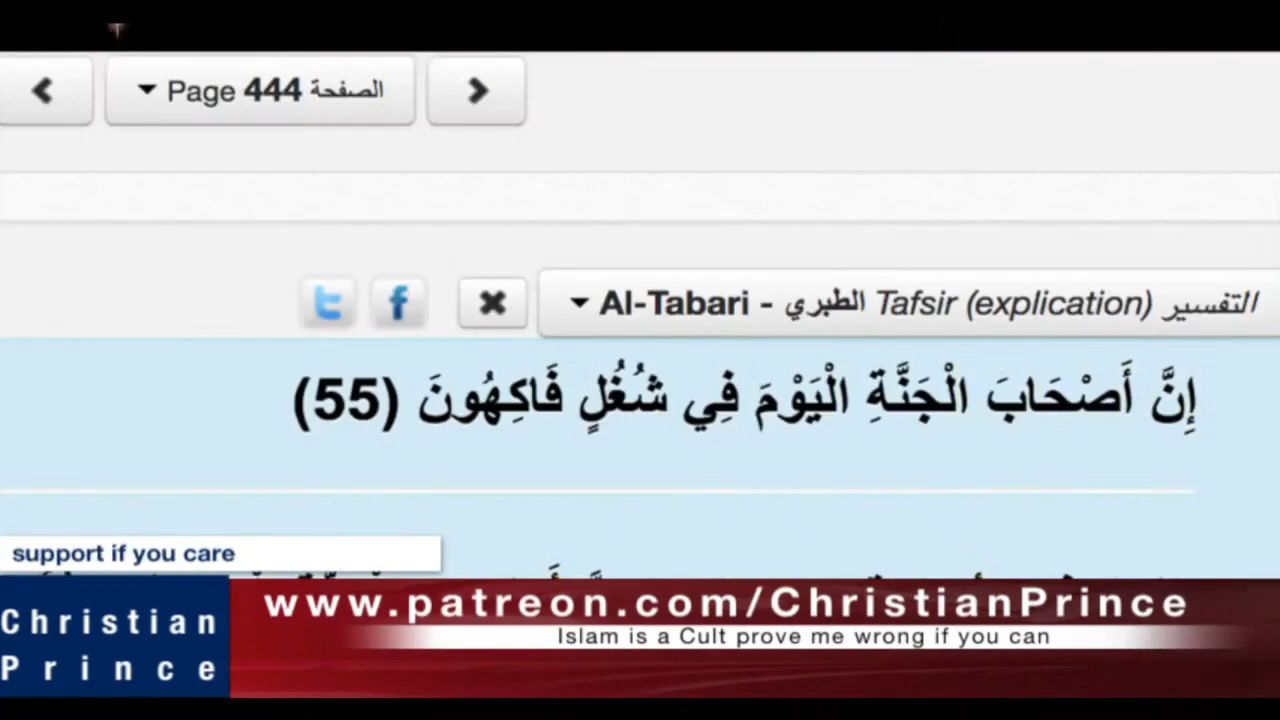 Page 444 الصفحة
Al-Tabari - الطبري Tafsir (explication) التفسير
إِنَّ أَصْحَابَ الْجَنَّةِ الْيَوْمَ فِي شُغُلٍ فَاكِهُونَ (55)
support if you care
Christian
Prince
www.patreon.com/ChristianPrince
Islam is a Cult prove me wrong if you can